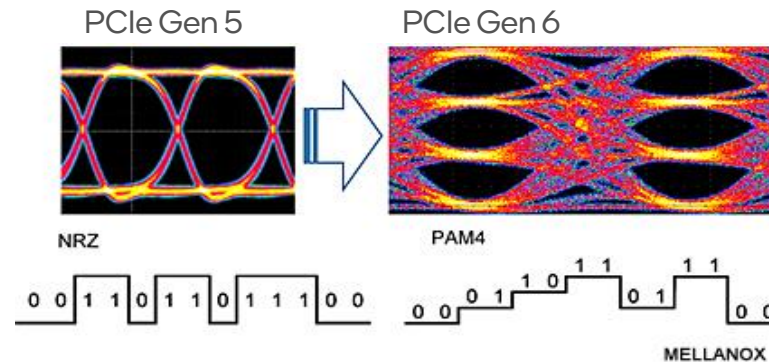 PCIe Gen 5
PCIe Gen 6
NRZ
PAM4
0 0 1 1 0 1 1 0 1 1 1 0 0
0 0 0 1 1 0 1 1 0 1 1 1 0 0
MELLANOX